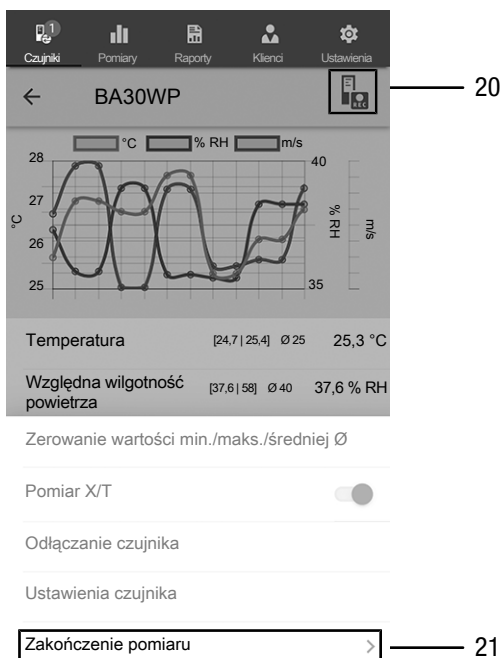 1
Czujniki Pomiary Raporty Klienci Ustawienia
BA30WP
REC
20
°C % RH m/s
28 40
27
26
25 35
°C
% RH
m/s
Temperatura [24,7 | 25,4] Ø 25 25,3 °C
Względna wilgotność
powietrza [37,6 | 58] Ø 40 37,6 % RH
Zerowanie wartości min./maks./średniej Ø
Pomiar X/T
Odłączanie czujnika
Ustawienia czujnika
Zakończenie pomiaru
21